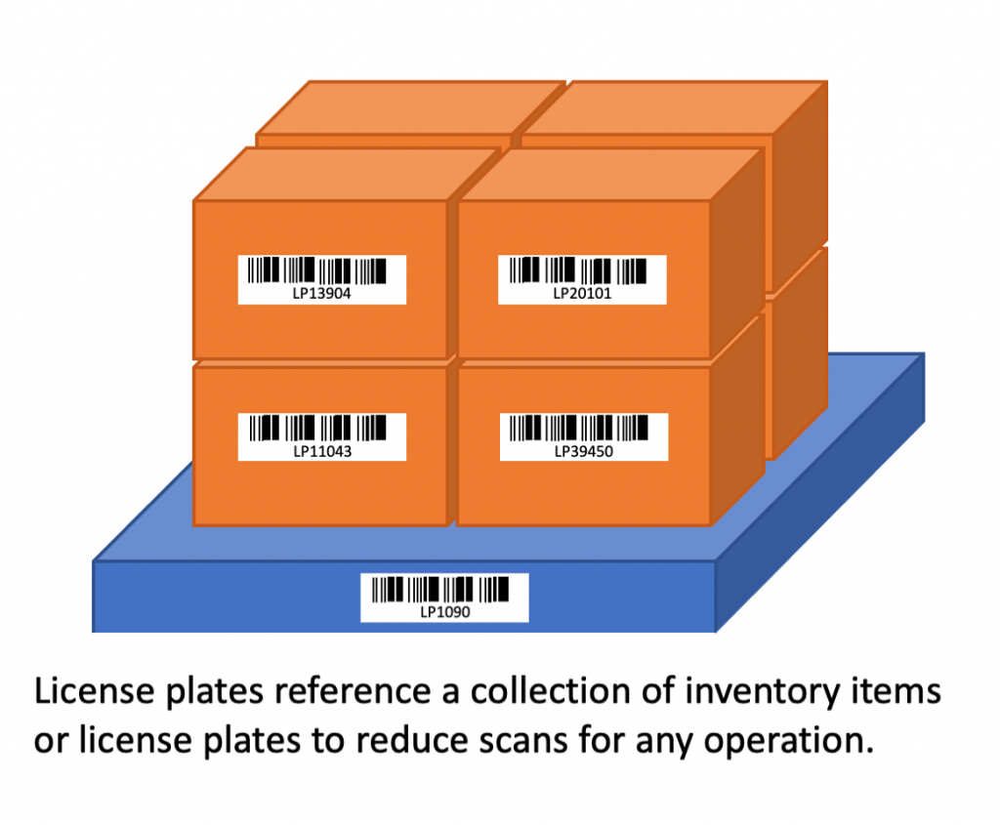 LP13904
LP20101
LP11043
LP39450
LP1090
License plates reference a collection of inventory items
or license plates to reduce scans for any operation.